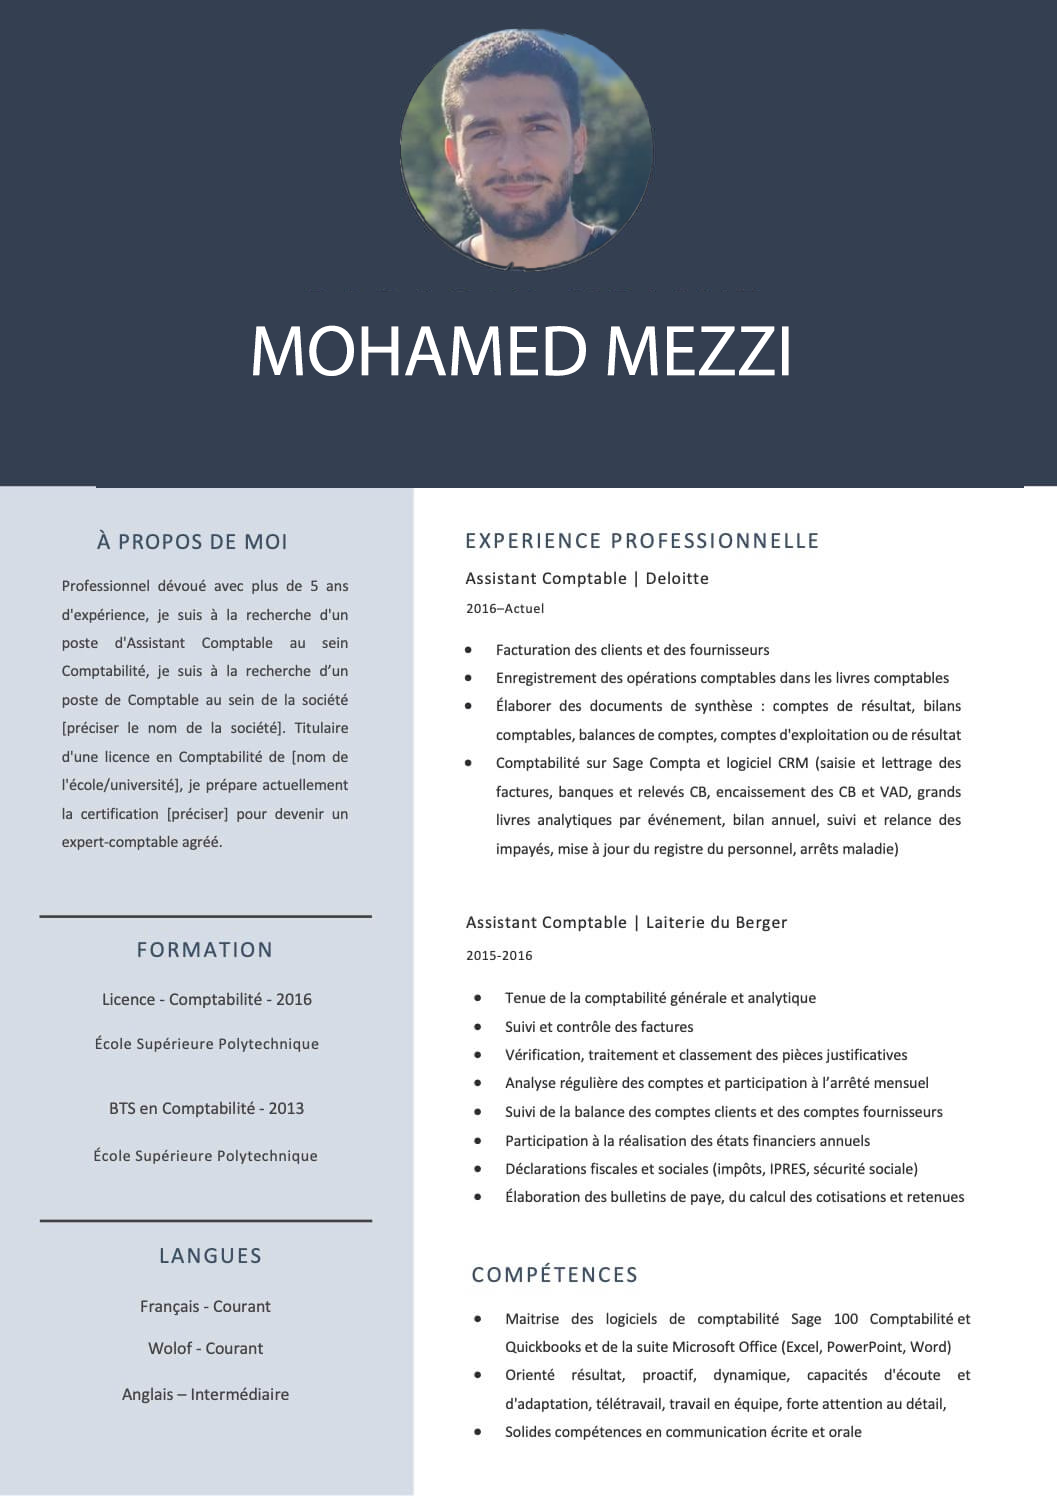 MOHAMED MEZZI
À PROPOS DE MOI
Professionnel dévoué avec plus de 5 ans
d'expérience, je suis à la recherche d'un
poste d'Assistant Comptable au sein
Comptabilité, je suis à la recherche d’un
poste de Comptable au sein de la société
[préciser le nom de la société]. Titulaire
d'une licence en Comptabilité de [nom de
l'école/université], je prépare actuellement
la certification [préciser] pour devenir un
expert-comptable agréé.
FORMATION
Licence - Comptabilité - 2016
École Supérieure Polytechnique
BTS en Comptabilité - 2013
École Supérieure Polytechnique
LANGUES
Français - Courant
Wolof - Courant
Anglais – Intermédiaire
EXPERIENCE PROFESSIONNELLE
Assistant Comptable | Deloitte
2016–Actuel
● Facturation des clients et des fournisseurs
● Enregistrement des opérations comptables dans les livres comptables
● Élaborer des documents de synthèse : comptes de résultat, bilans
comptables, balances de comptes, comptes d'exploitation ou de résultat
● Comptabilité sur Sage Compta et logiciel CRM (saisie et lettrage des
factures, banques et relevés CB, encaissement des CB et VAD, grands
livres analytiques par événement, bilan annuel, suivi et relance des
impayés, mise à jour du registre du personnel, arrêts maladie)
Assistant Comptable | Laiterie du Berger
2015-2016
● Tenue de la comptabilité générale et analytique
● Suivi et contrôle des factures
● Vérification, traitement et classement des pièces justificatives
● Analyse régulière des comptes et participation à l’arrêté mensuel
● Suivi de la balance des comptes clients et des comptes fournisseurs
● Participation à la réalisation des états financiers annuels
● Déclarations fiscales et sociales (impôts, IPRES, sécurité sociale)
● Élaboration des bulletins de paye, du calcul des cotisations et retenues
COMPÉTENCES
● Maitrise des logiciels de comptabilité Sage 100 Comptabilité et
Quickbooks et de la suite Microsoft Office (Excel, PowerPoint, Word)
● Orienté résultat, proactif, dynamique, capacités d'écoute et
d'adaptation, télétravail, travail en équipe, forte attention au détail,
● Solides compétences en communication écrite et orale